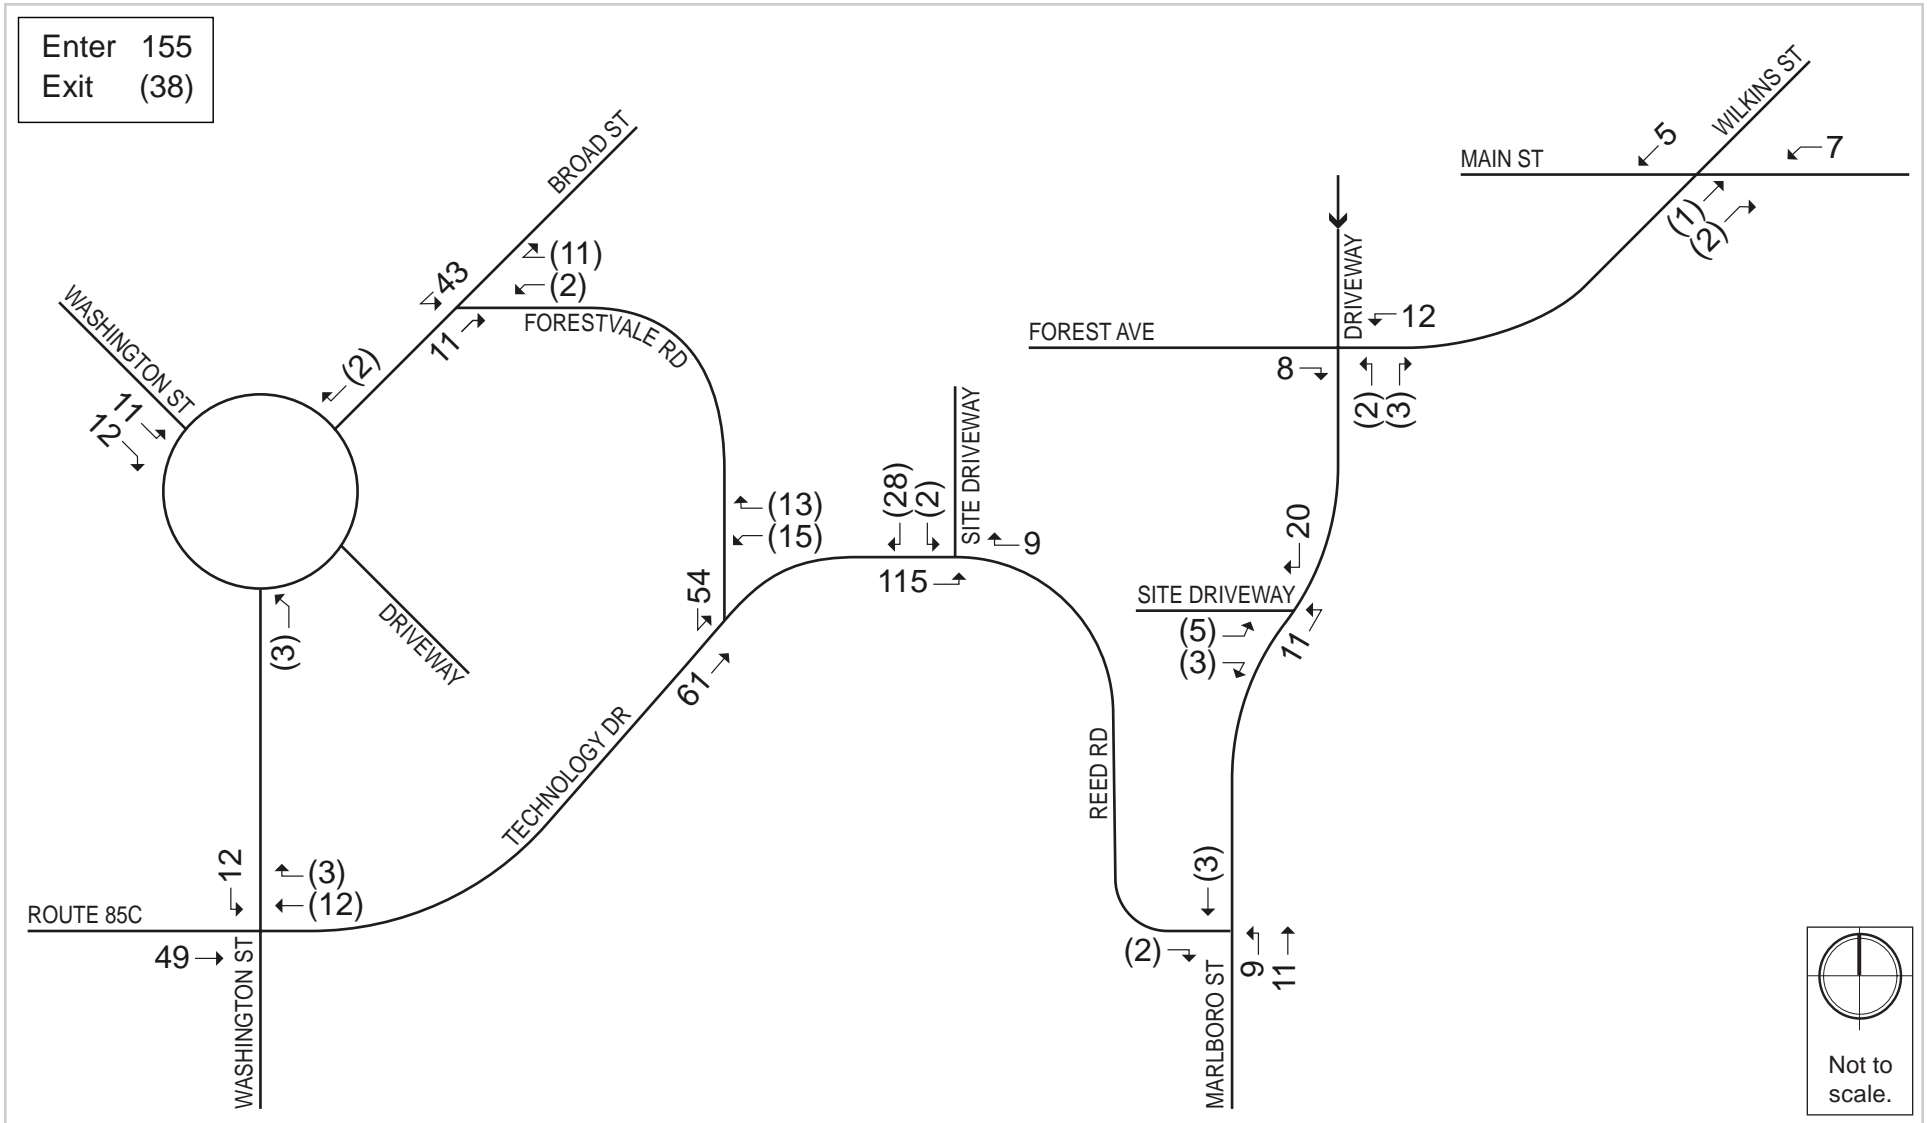 Enter 155
Exit (38)
WILKINS ST
5
7
MAIN ST
(1)
(2)
BROAD ST
(11)
(2)
43
FORESTVALE RD
11
WASHINGTON ST
11
12
(2)
DRIVEWAY
12
FOREST AVE
8
(2)
(3)
DRIVEWAY
(3)
(13)
(15)
54
61
(28)
(2)
SITE DRIVEWAY
9
115
20
SITE DRIVEWAY
(5)
(3)
11
TECHNOLOGY DR
REED RD
12
(3)
(12)
ROUTE 85C
49
WASHINGTON ST
(3)
(2)
9
11
MARLBORO ST
Not to
scale.